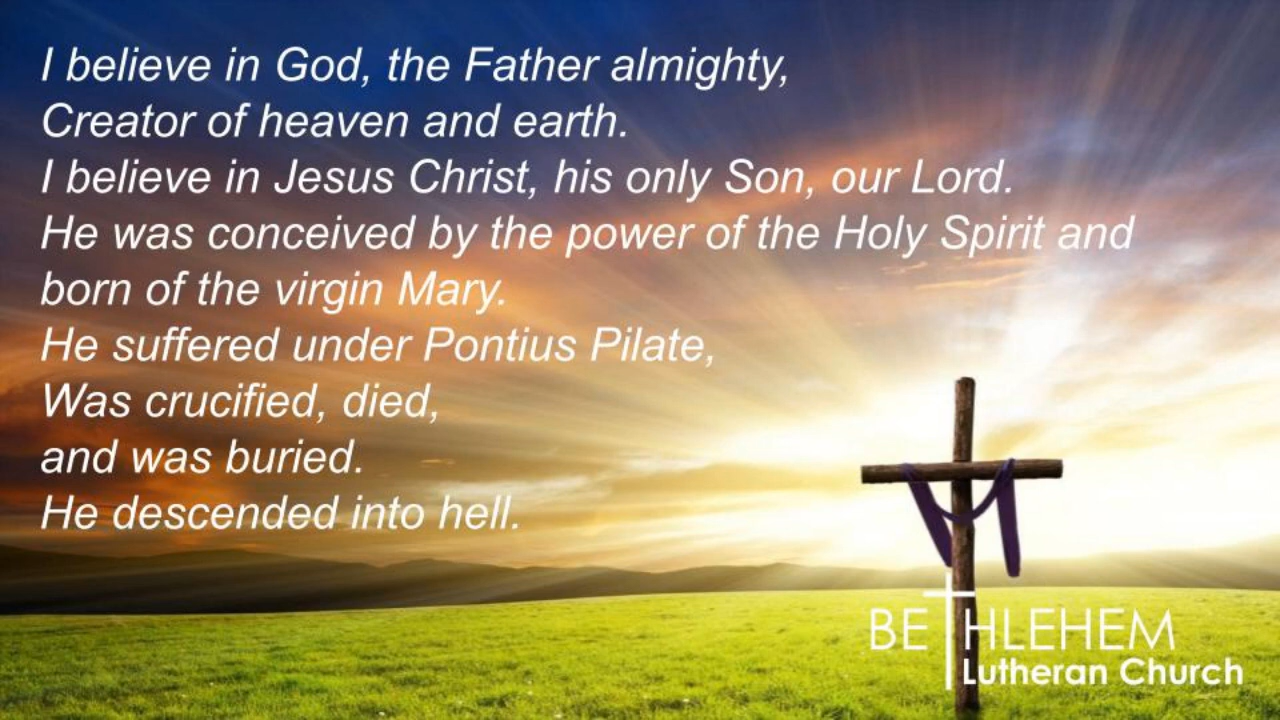 I believe in God, the Father almighty,
Creator of heaven and earth.
I believe in Jesus Christ, his only Son, our Lord.
He was conceived by the power of the Holy Spirit and
born of the virgin Mary.
He suffered under Pontius Pilate,
Was crucified, died,
and was buried.
He descended into hell.
BETHLEHEM
Lutheran Church